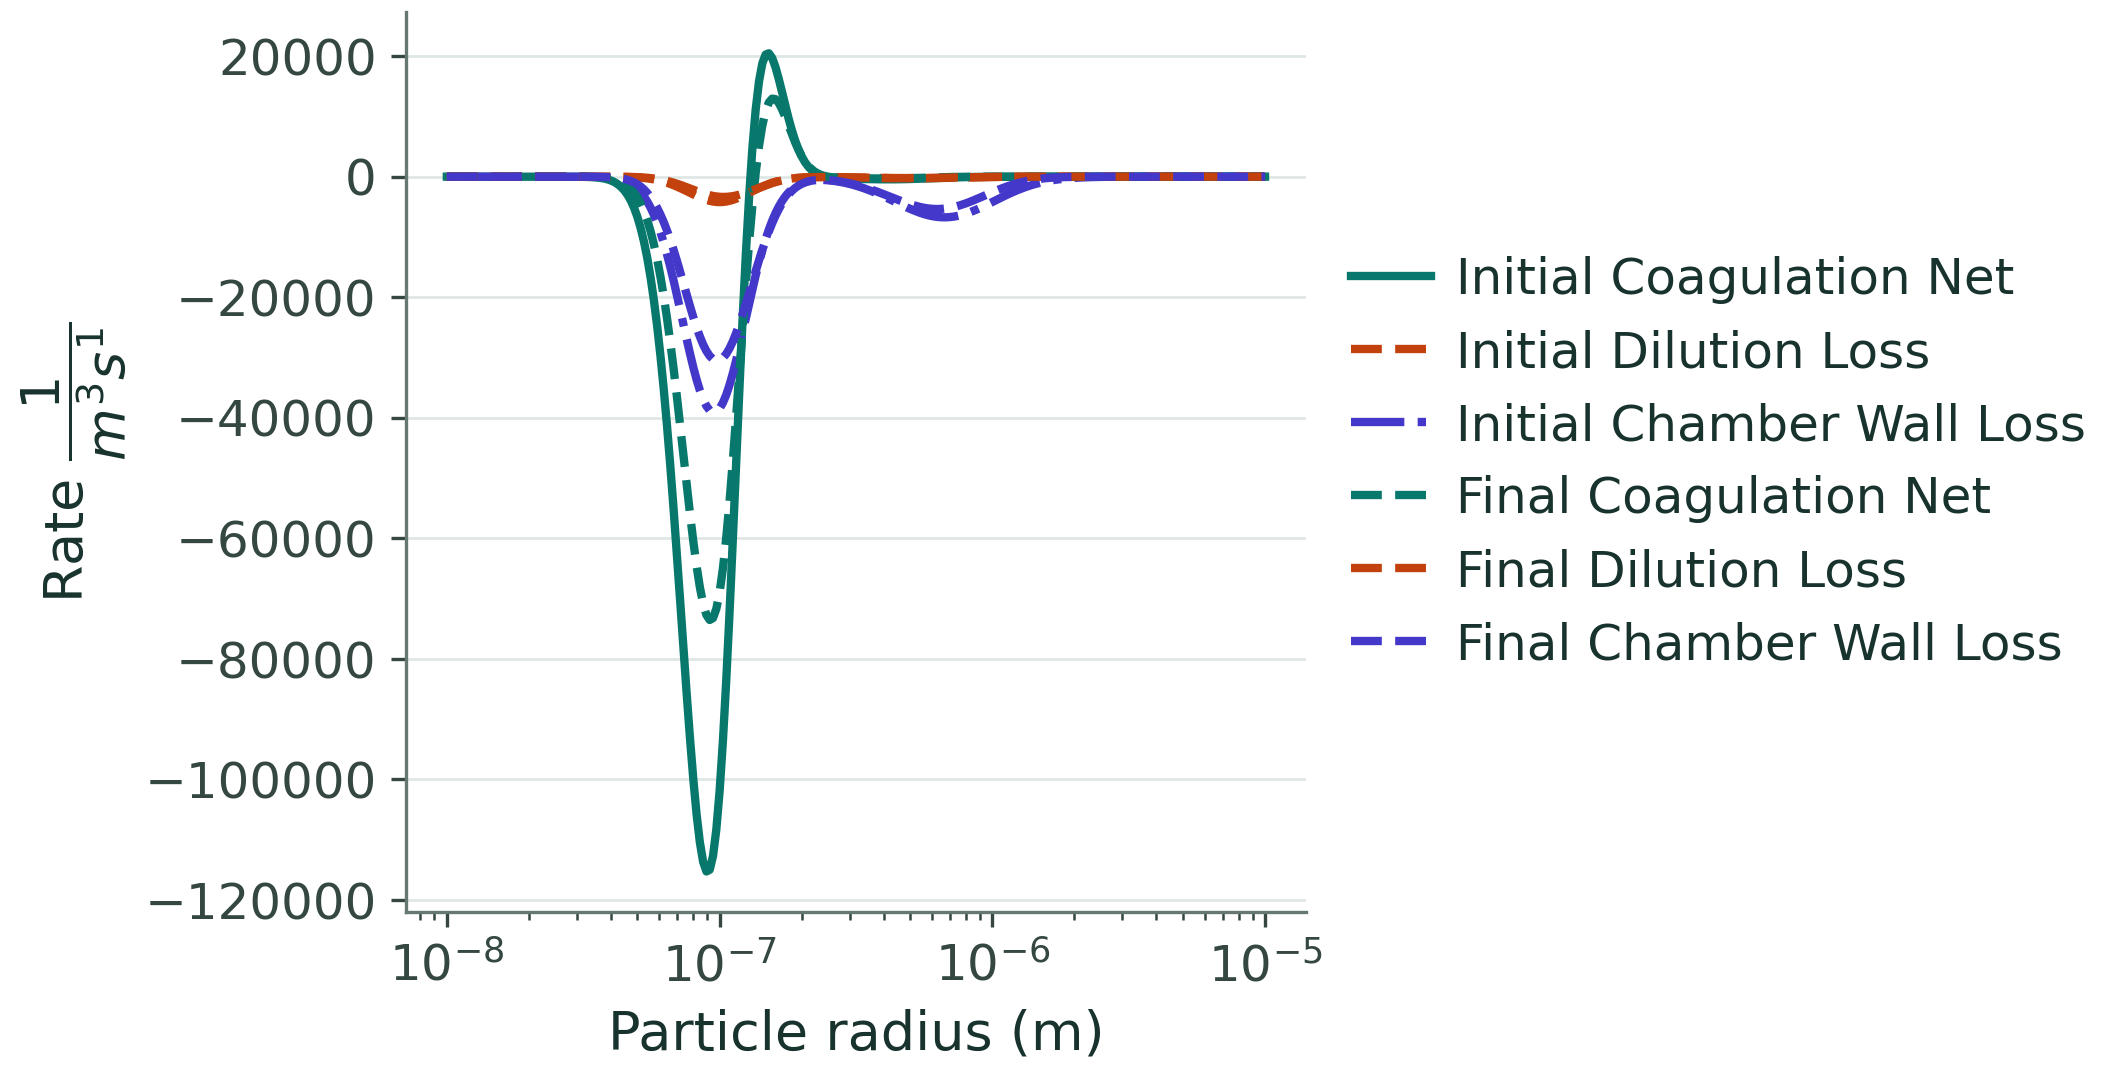 20000
0
−20000
−40000
−60000
−80000
−100000
−120000
Rate 1/m³s¹
10⁻⁸
10⁻⁷
10⁻⁶
10⁻⁵
Particle radius (m)
Initial Coagulation Net
Initial Dilution Loss
Initial Chamber Wall Loss
Final Coagulation Net
Final Dilution Loss
Final Chamber Wall Loss